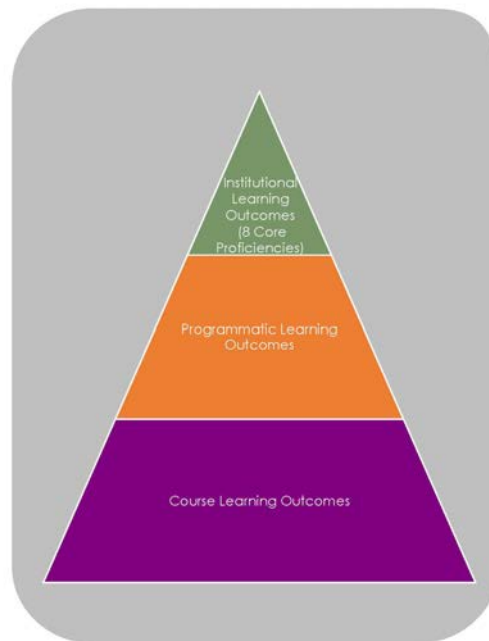 Institutional
Learning
Outcomes
(8 Core
Proficiencies)
Programmatic Learning
Outcomes
Course Learning Outcomes